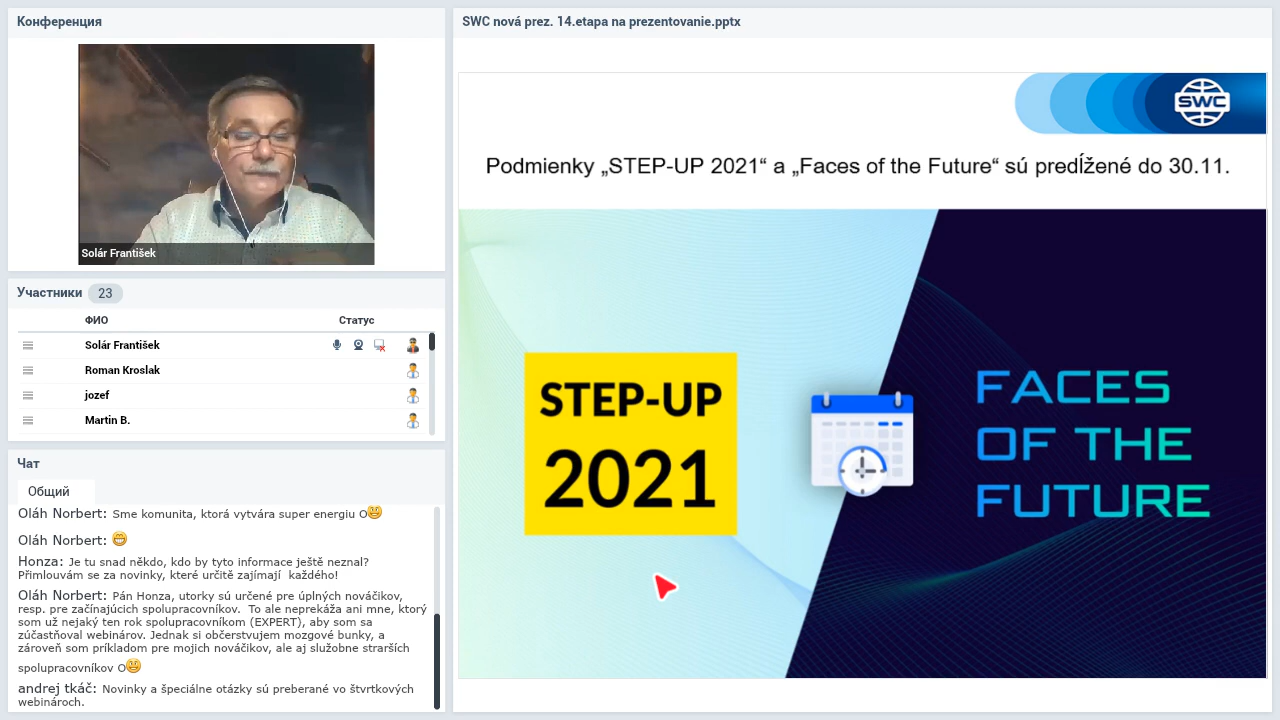 Конференция
Solár František
Участники 23
ФИО Статус
Solár František
Roman Kroslak
jozef
Martin B.
Чат
Общий
Oláh Norbert: Sme komunita, ktorá vytvára super energiu O
Oláh Norbert:
Honza: Je tu snad někdo, kdo by tyto informace ještě neznal?
Přimlouvám se za novinky, které určitě zajímají každého!
Oláh Norbert: Pán Honza, utorky sú určené pre úplných nováčikov,
resp. pre začínajúcich spolupracovníkov. To ale neprekáža ani mne, ktorý
som už nejaký ten rok spolupracovníkom (EXPERT), aby som sa
zúčastňoval webinárov. Jednak si občerstvujem mozgové bunky, a
zároveň som príkladom pre mojich nováčikov, ale aj služobne starších
spolupracovníkov O
andrej tkáč: Novinky a špeciálne otázky sú preberané vo štvrtkových
webinároch.
SWC nová prez. 14.etapa na prezentovanie.pptx
SWC
Podmienky „STEP-UP 2021“ a „Faces of the Future“ sú predĺžené do 30.11.
STEP-UP
2021
FACES
OF THE
FUTURE